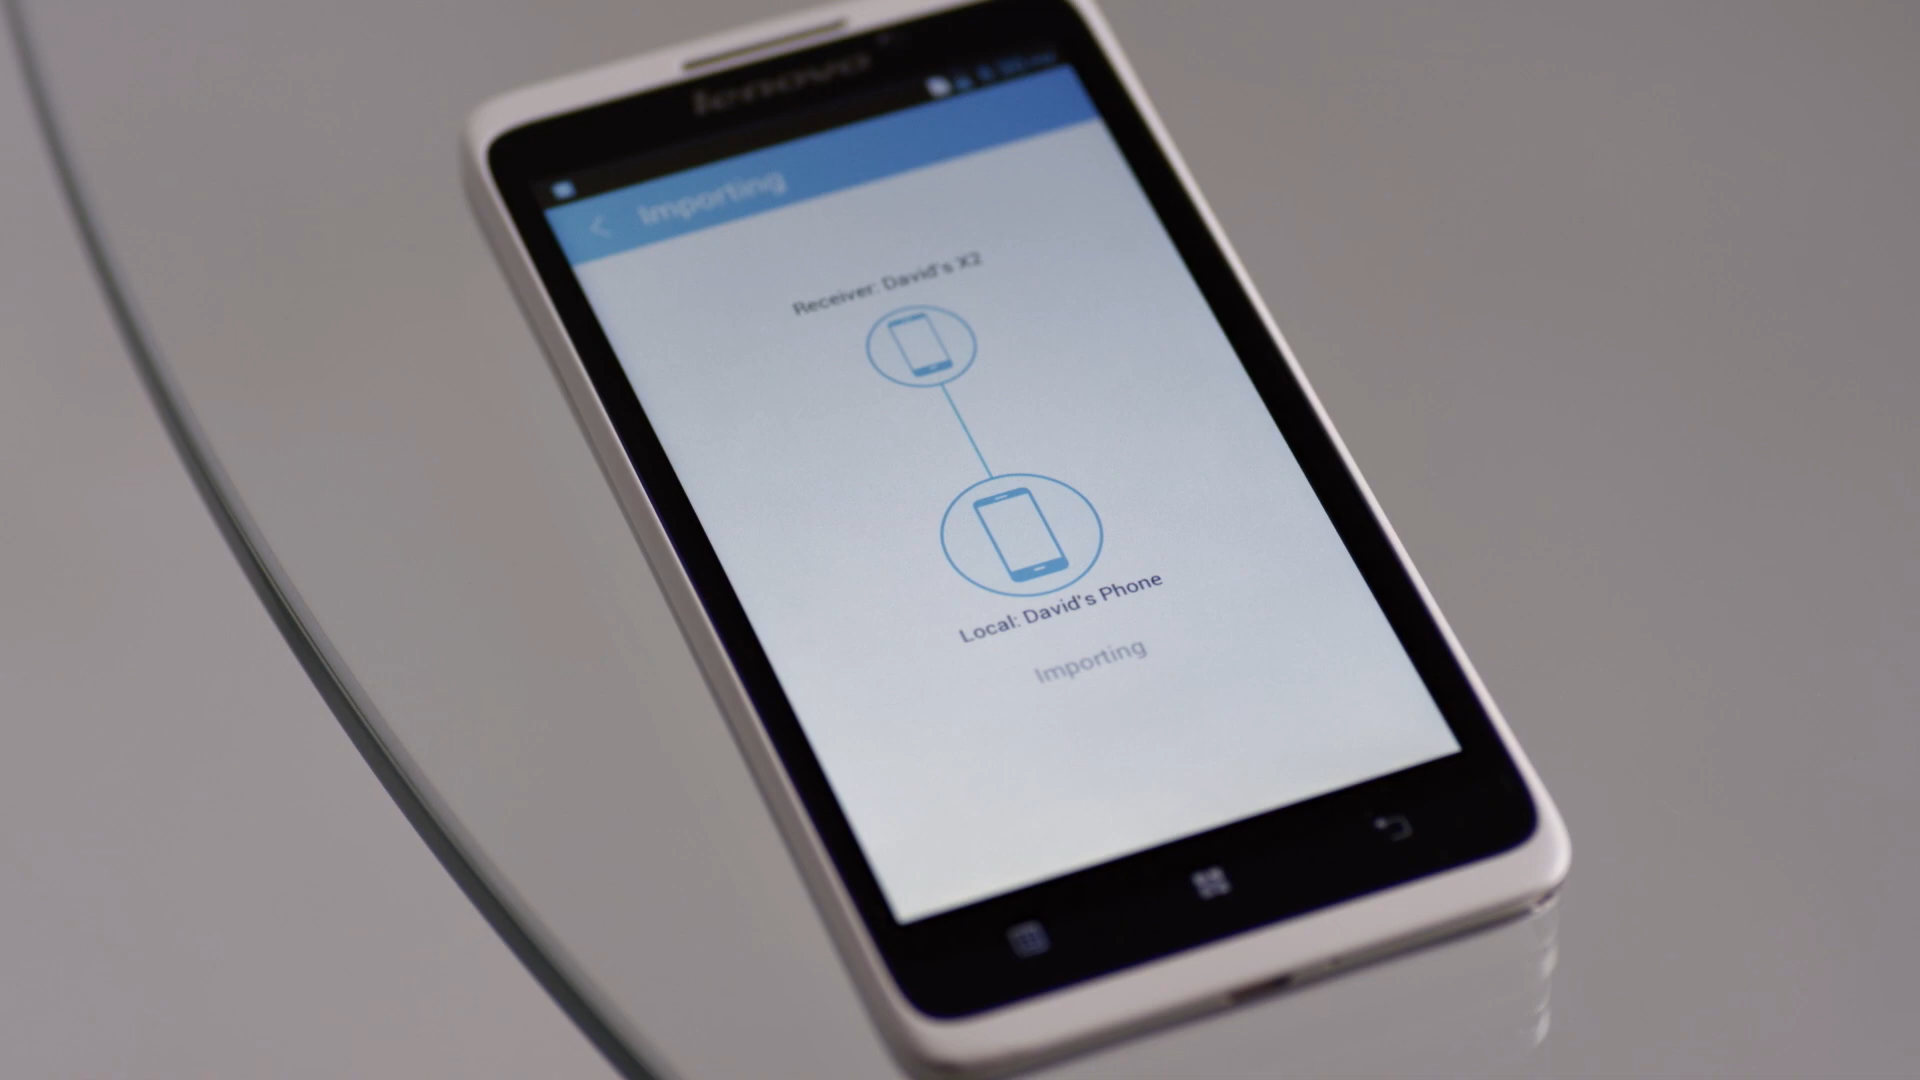 lenovo
Importing
Receiver: David's X2
Local: David's Phone
Importing